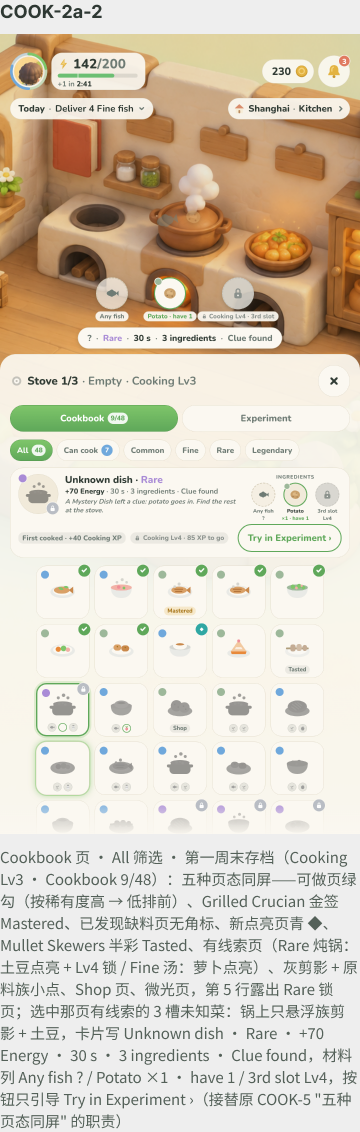 COOK-2a-2
142/200
+1 in 2:41
230
3
Today · Deliver 4 Fine fish
Shanghai · Kitchen
Any fish
Potato · have 1
Cooking Lv4 · 3rd slot
? · Rare · 30 s · 3 ingredients · Clue found
Stove 1/3 · Empty · Cooking Lv3
Cookbook 9/48
Experiment
All 48
Can cook 7
Common
Fine
Rare
Legendary
Unknown dish · Rare
+70 Energy · 30 s · 3 ingredients · Clue found
A Mystery Dish left a clue: potato goes in. Find the rest
at the stove.
INGREDIENTS
Any fish
?
Potato
×1 · have 1
3rd slot
Lv4
First cooked · +40 Cooking XP
Cooking Lv4 · 85 XP to go
Try in Experiment ›
Mastered
Tasted
Shop
Cookbook 页 · All 筛选 · 第一周末存档（Cooking
Lv3 · Cookbook 9/48）：五种页态同屏——可做页绿
勾（按稀有度高 → 低排前）、Grilled Crucian 金签
Mastered、已发现缺料页无角标、新点亮页青 ◆、
Mullet Skewers 半彩 Tasted、有线索页（Rare 炖锅：
土豆点亮 + Lv4 锁 / Fine 汤：萝卜点亮）、灰剪影 + 原
料族小点、Shop 页、微光页，第 5 行露出 Rare 锁
页；选中那页有线索的 3 槽未知菜：锅上只悬浮族剪
影 + 土豆，卡片写 Unknown dish · Rare · +70
Energy · 30 s · 3 ingredients · Clue found，材料
列 Any fish ? / Potato ×1 · have 1 / 3rd slot Lv4，按
钮只引导 Try in Experiment ›（接替原 COOK-5 "五种
页态同屏" 的职责）